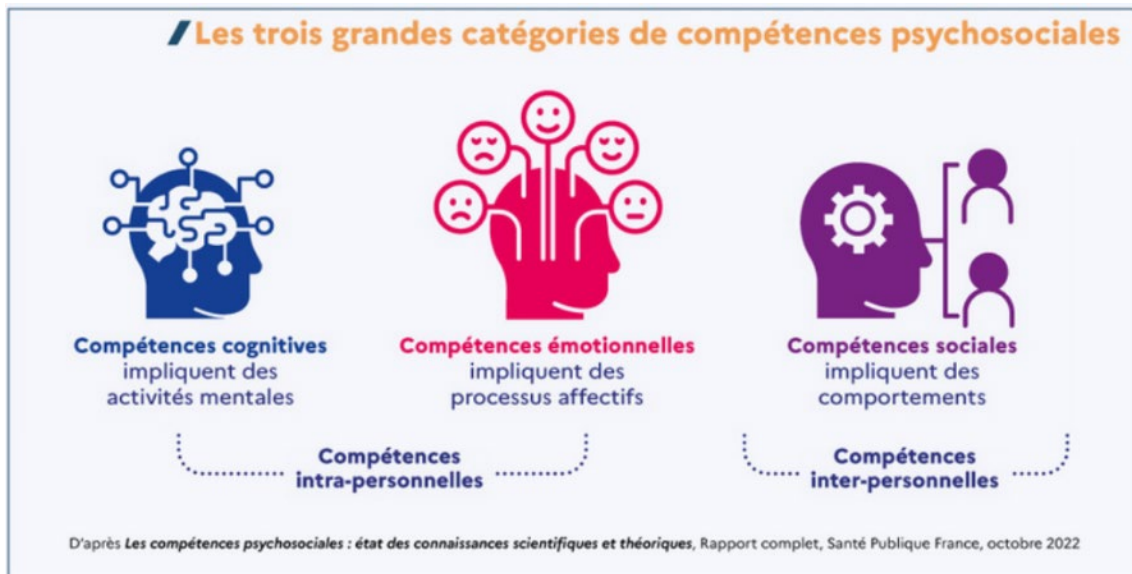 Les trois grandes catégories de compétences psychosociales
Compétences cognitives
impliquent des
activités mentales
Compétences émotionnelles
impliquent des
processus affectifs
Compétences sociales
impliquent des
comportements
Compétences
intra-personnelles
Compétences
inter-personnelles
D'après Les compétences psychosociales : état des connaissances scientifiques et théoriques, Rapport complet, Santé Publique France, octobre 2022